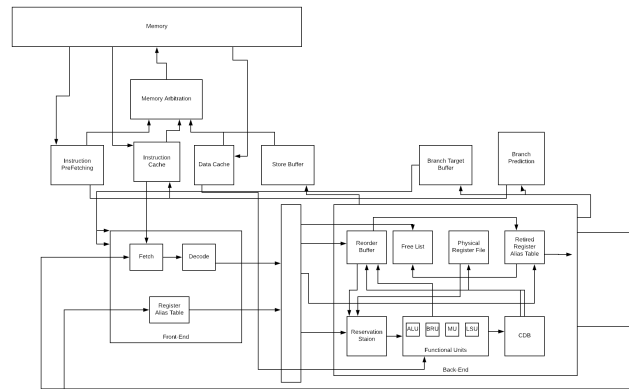 Memory
Memory Arbitration
Instruction
PreFetching
Instruction
Cache
Data Cache
Store Buffer
Branch Target
Buffer
Branch
Prediction
Fetch
Decode
Register
Alias Table
Front-End
Reorder
Buffer
Free List
Physical
Register File
Retired
Register
Alias Table
Reservation
Staion
ALU
BRU
MU
LSU
Functional Units
CDB
Back-End